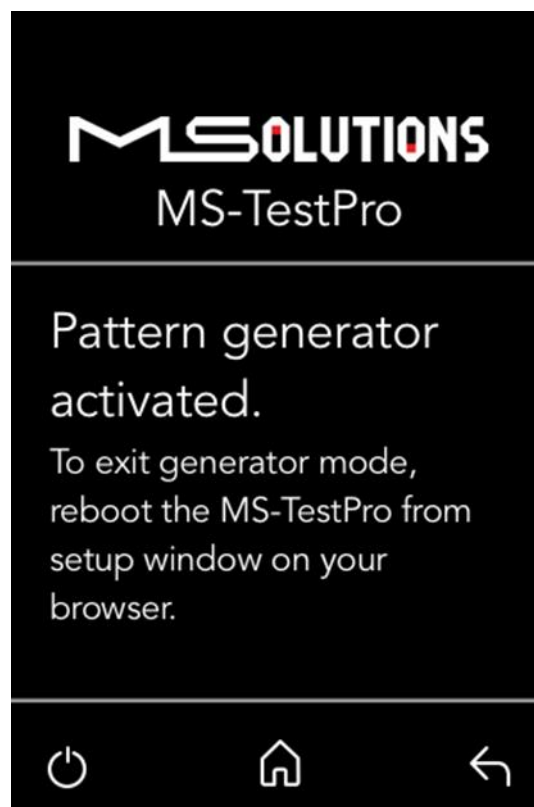 MSOLUTIONS
MS-TestPro
Pattern generator
activated.
To exit generator mode,
reboot the MS-TestPro from
setup window on your
browser.